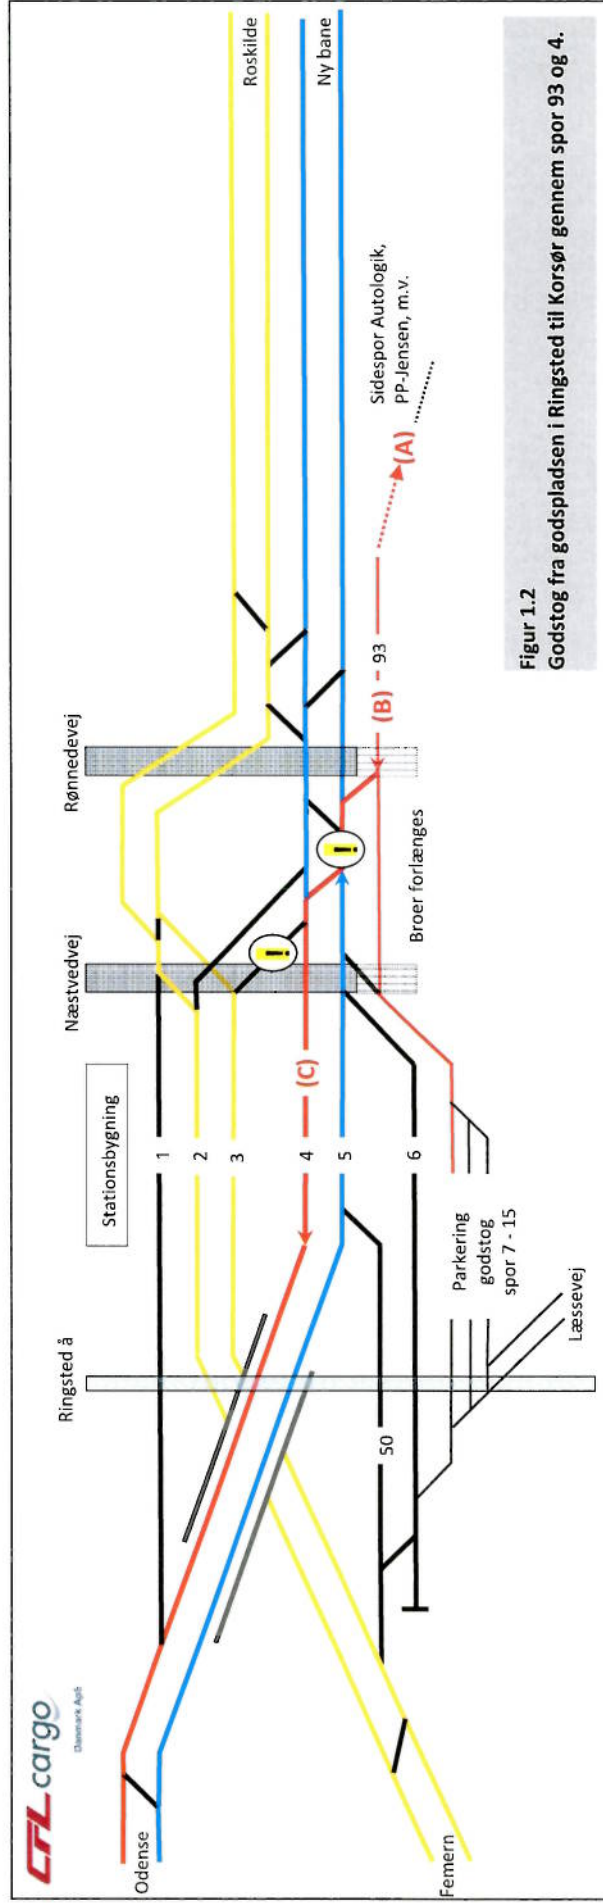 CFL cargo
Danmark ApS
Odense
Femern
Ringsted å
Stationsbygning
Næstvedvej
Rønnedevej
Roskilde
Ny bane
1
2
3
4
(C)
5
6
50
Parkering
godstog
spor 7 - 15
Læssevej
Broer forlænges
!
!
(B)
93
(A)
Sidespor Autologik,
PP-Jensen, m.v.
Figur 1.2
Godstog fra godspladsen i Ringsted til Korsør gennem spor 93 og 4.